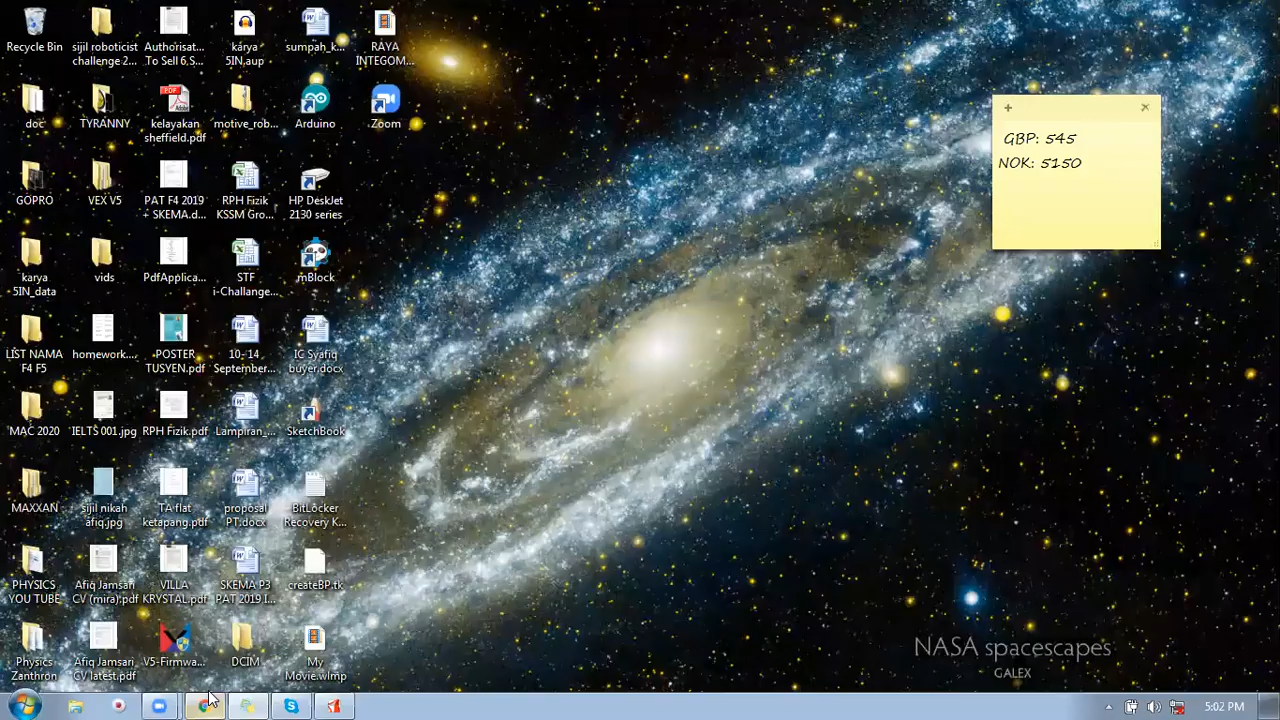 Recycle Bin
sijil roboticist
challenge 2...
Authorisat...
To Sell 6.S...
karya
5IN.aup
sumpah_k...
RAYA
INTEGOM...
doc
TYRANNY
kelayakan
sheffield.pdf
motive_rob...
Arduino
Zoom
GOPRO
VEX V5
PAT F4 2019
+ SKEMA.d...
RPH Fizik
KSSM Gro...
HP DeskJet
2130 series
karya
5IN_data
vids
PdfApplica...
STF
i-Challange...
mBlock
LIST NAMA
F4 F5
homework...
POSTER
TUSYEN.pdf
10- 14
September...
IC Syafiq
buyer.docx
MAC 2020
IELTS 001.jpg
RPH Fizik.pdf
Lampiran_...
SketchBook
MAXXAN
sijil nikah
afiq.jpg
TA flat
ketapang.pdf
proposal
PT.docx
BitLocker
Recovery K...
PHYSICS
YOU TUBE
Afiq Jamsari
CV (mira).pdf
VILLA
KRYSTAL.pdf
SKEMA P3
PAT 2019 I...
createBP.tk
Physics
Zanthron
Afiq Jamsari
CV latest.pdf
V5-Firmwa...
DCIM
My
Movie.wlmp
GBP: 545
NOK: 5150
NASA spacescapes
GALEX
5:02 PM